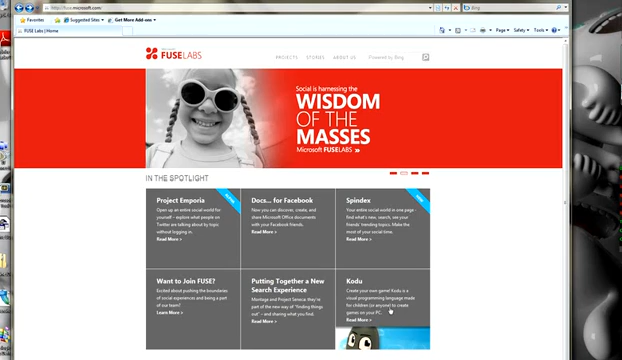 http://fuse.microsoft.com/
Bing
Favorites
Suggested Sites
Get More Add-ons
FUSE Labs | Home
Page
Safety
Tools
Microsoft
FUSELABS
PROJECTS
STORIES
ABOUT US
Powered by Bing
Social is harnessing the
WISDOM
OF THE
MASSES
Microsoft FUSELABS »
IN THE SPOTLIGHT
Project Emporia
Open up an entire social world for
yourself - explore what people on
Twitter are talking about by topic
without logging in.
Read More >
Docs... for Facebook
Now you can discover, create, and
share Microsoft Office documents
with your Facebook friends.
Read More >
Spindex
Your entire social world in one page -
find what's new, search, see your
friends' trending topics. Make the
most of your social time.
Read More >
Want to Join FUSE?
Excited about pushing the boundaries
of social experiences and being a part
of our team?
Learn More >
Putting Together a New
Search Experience
Montage and Project Seneca: they're
part of the new way of "finding things
out" – and sharing what you find.
Read More >
Kodu
Create your own game! Kodu is a
visual programming language made
for children (or anyone) to create
games on your PC.
Read More >